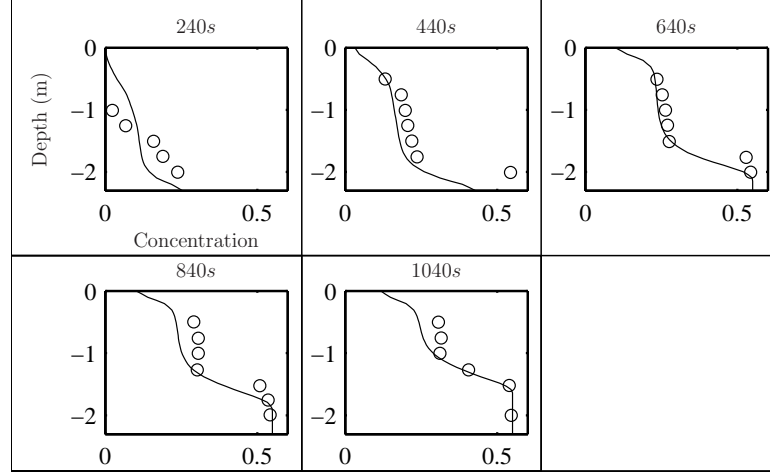 240s 440s 640s
0 0 0
Depth (m)
−1 −1 −1
−2 −2 −2
0 0.5 0 0.5 0 0.5
Concentration
840s 1040s
0 0
−1 −1
−2 −2
0 0.5 0 0.5